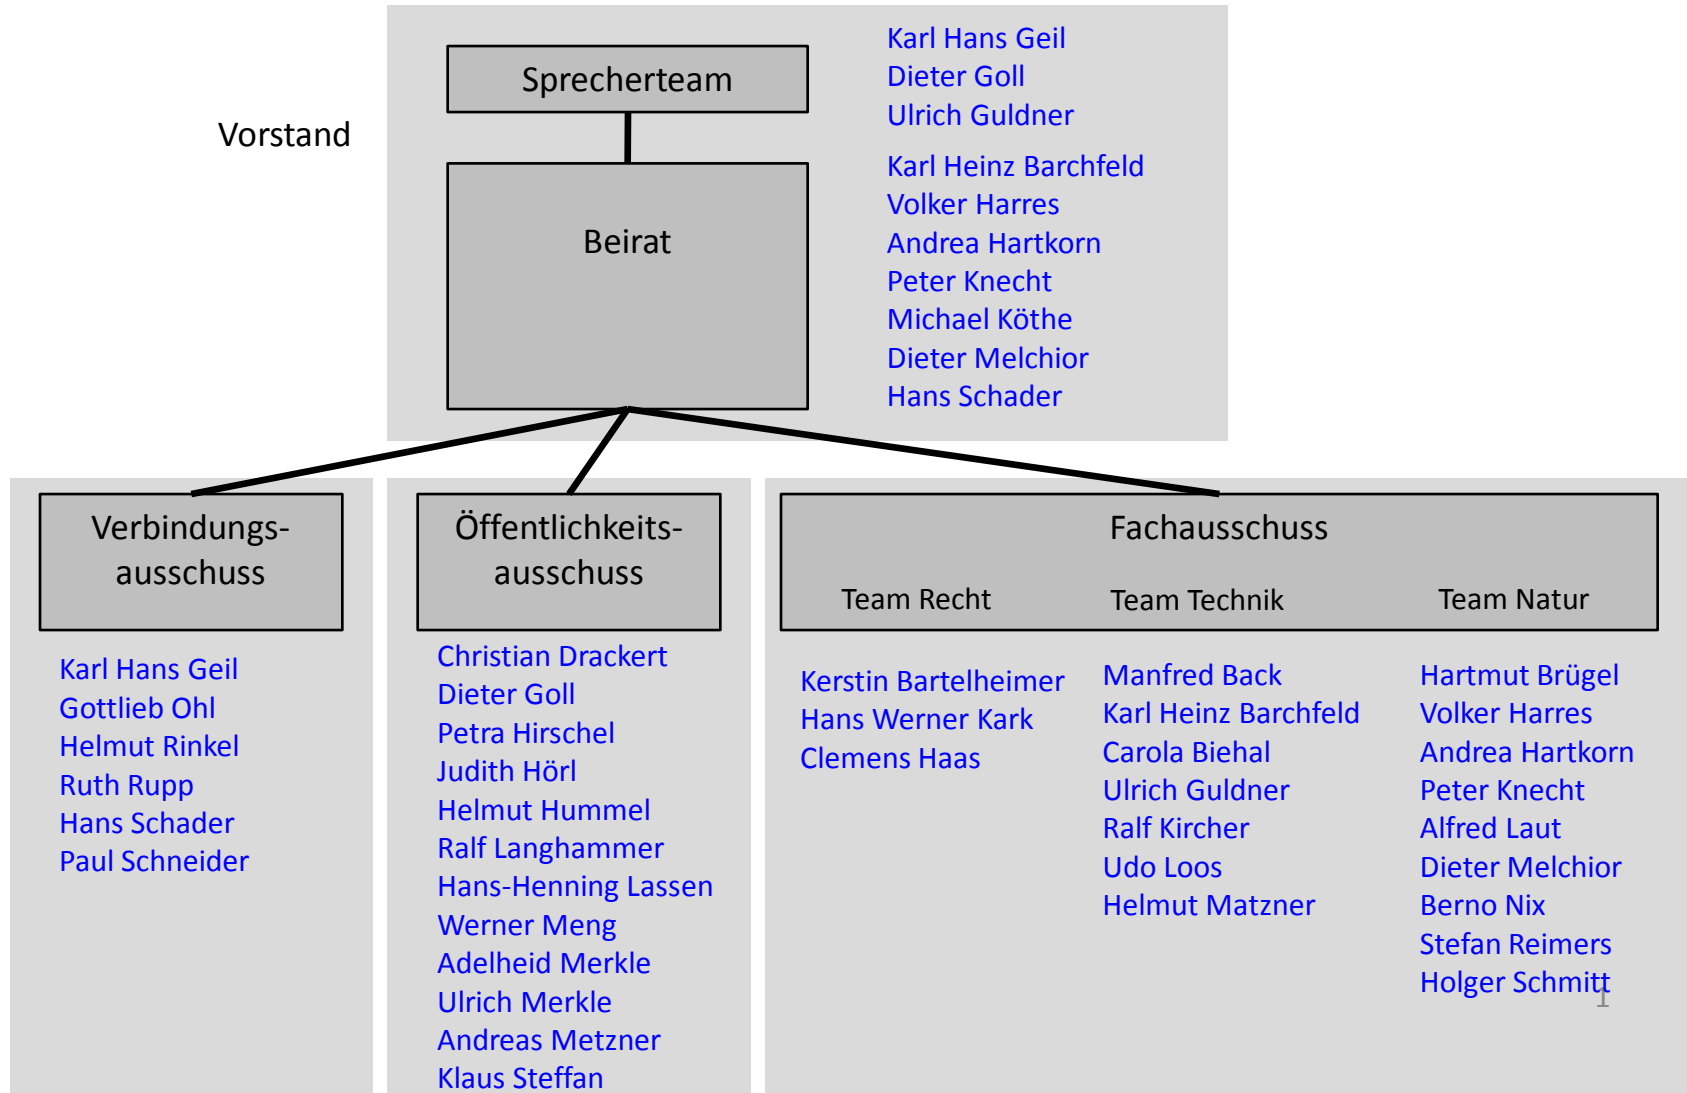 Vorstand
Sprecherteam
Karl Hans Geil
Dieter Goll
Ulrich Guldner
Beirat
Karl Heinz Barchfeld
Volker Harres
Andrea Hartkorn
Peter Knecht
Michael Köthe
Dieter Melchior
Hans Schader
Verbindungs-
ausschuss
Karl Hans Geil
Gottlieb Ohl
Helmut Rinkel
Ruth Rupp
Hans Schader
Paul Schneider
Öffentlichkeits-
ausschuss
Christian Drackert
Dieter Goll
Petra Hirschel
Judith Hörl
Helmut Hummel
Ralf Langhammer
Hans-Henning Lassen
Werner Meng
Adelheid Merkle
Ulrich Merkle
Andreas Metzner
Klaus Steffan
Fachausschuss
Team Recht
Kerstin Bartelheimer
Hans Werner Kark
Clemens Haas
Team Technik
Manfred Back
Karl Heinz Barchfeld
Carola Biehal
Ulrich Guldner
Ralf Kircher
Udo Loos
Helmut Matzner
Team Natur
Hartmut Brügel
Volker Harres
Andrea Hartkorn
Peter Knecht
Alfred Laut
Dieter Melchior
Berno Nix
Stefan Reimers
Holger Schmitt
1